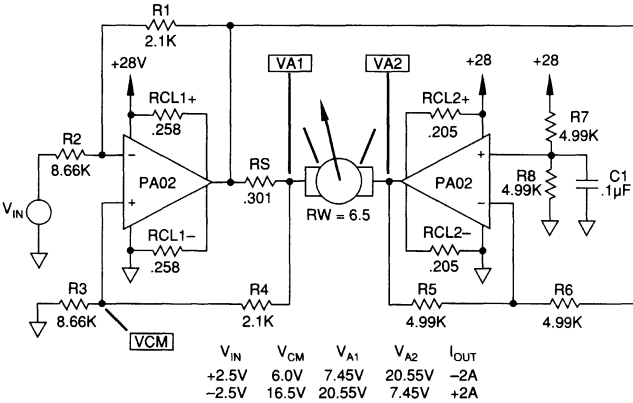 R1
2.1K
+28V
VA1
VA2
+28
+28
RCL1+
.258
RCL2+
.205
R7
4.99K
R2
8.66K
−
PA02
+
RS
.301
RW = 6.5
+
PA02
−
R8
4.99K
C1
.1µF
VIN
RCL1−
.258
RCL2−
.205
R3
8.66K
R4
2.1K
R5
4.99K
R6
4.99K
VCM
VIN VCM VA1 VA2 IOUT
+2.5V 6.0V 7.45V 20.55V −2A
−2.5V 16.5V 20.55V 7.45V +2A